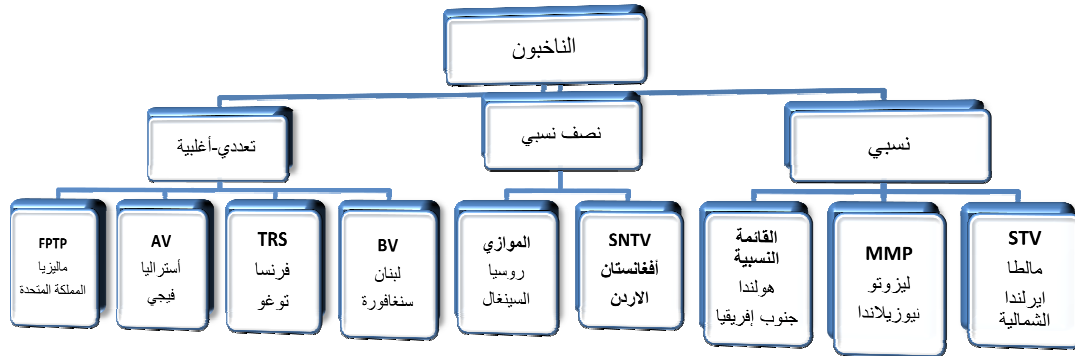 الناخبون
نسبي
نصف نسبي
تعددي-أغلبية
STV
مالطا
ايرلندا
الشمالية
MMP
ليزوتو
نيوزيلاندا
القائمة
النسبية
هولندا
جنوب إفريقيا
SNTV
أفغانستان
الاردن
الموازي
روسيا
السينغال
BV
لبنان
سنغافورة
TRS
فرنسا
توغو
AV
أستراليا
فيجي
FPTP
ماليزيا
المملكة المتحدة